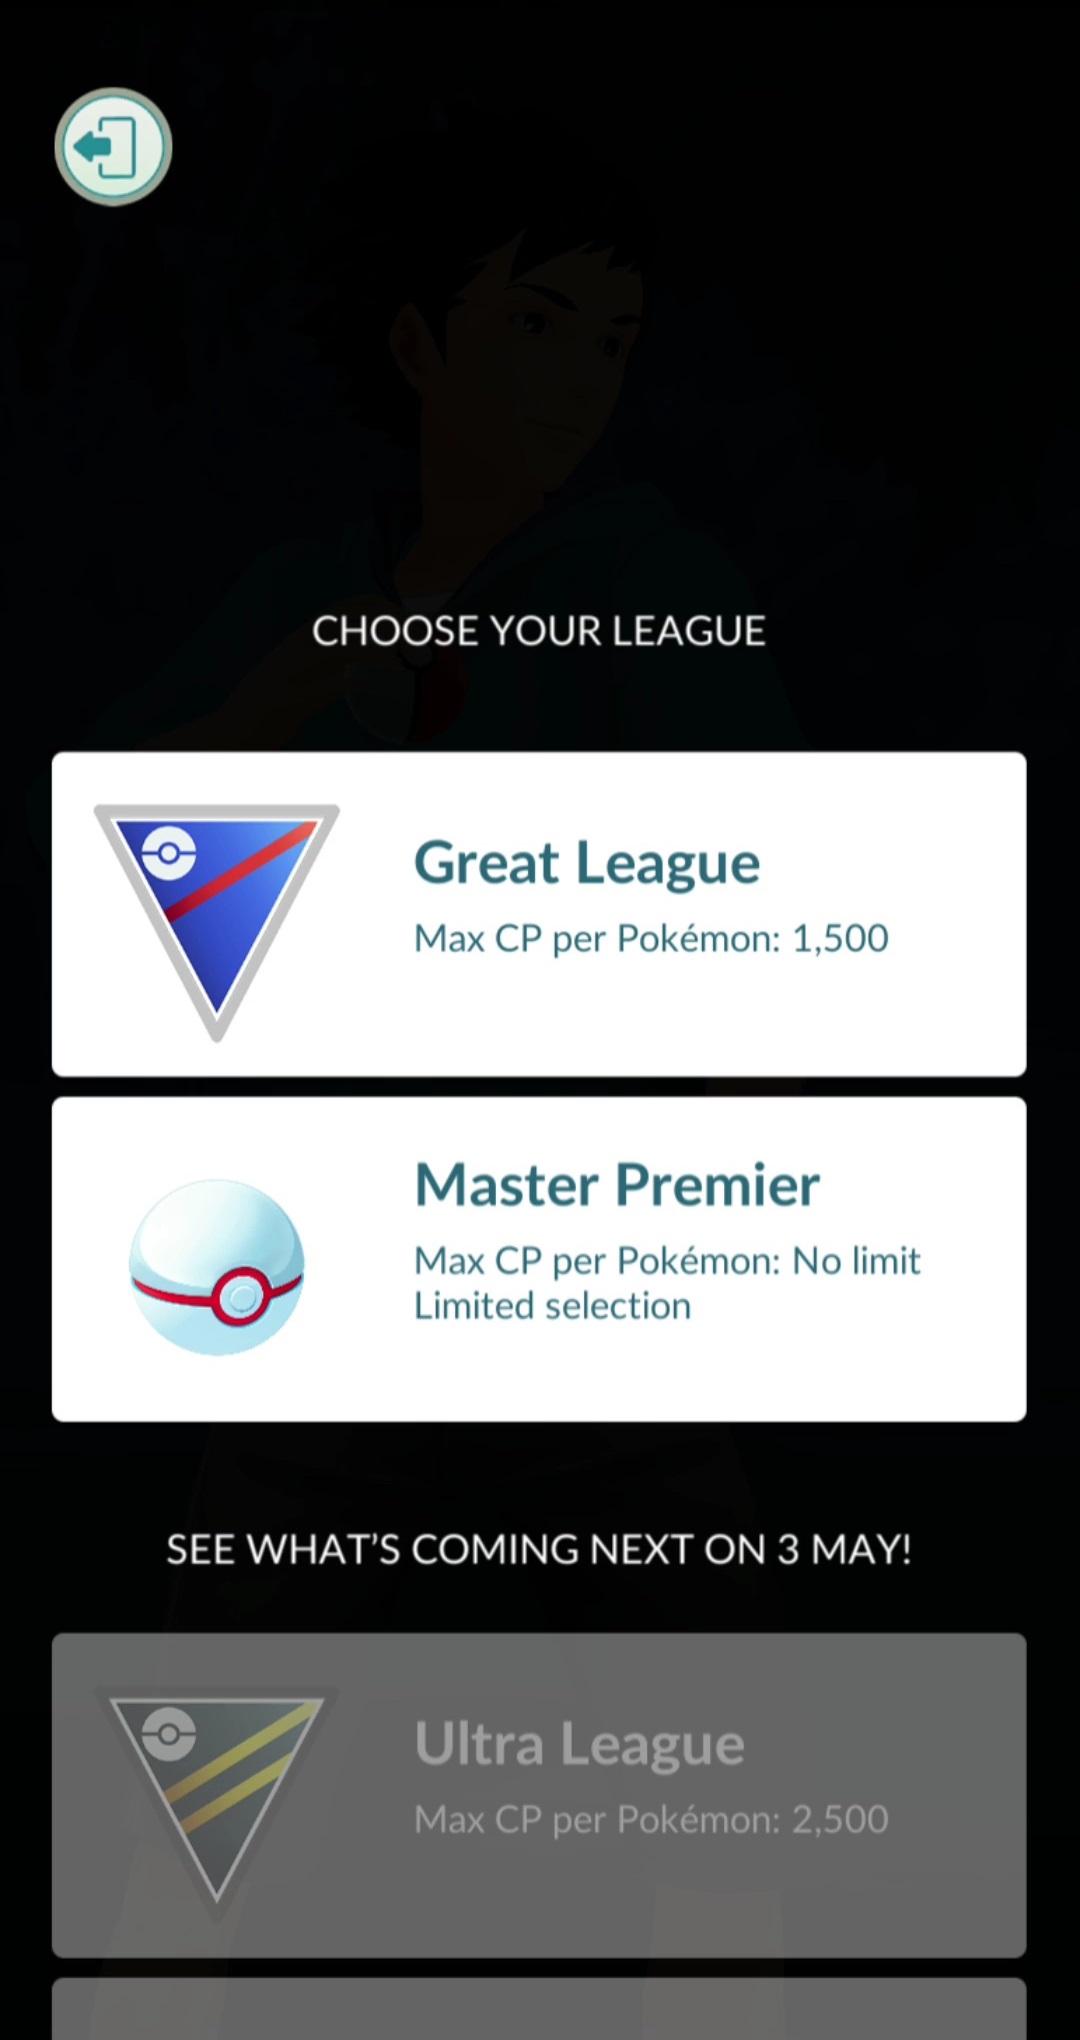 CHOOSE YOUR LEAGUE
Great League
Max CP per Pokémon: 1,500
Master Premier
Max CP per Pokémon: No limit
Limited selection
SEE WHAT’S COMING NEXT ON 3 MAY!
Ultra League
Max CP per Pokémon: 2,500